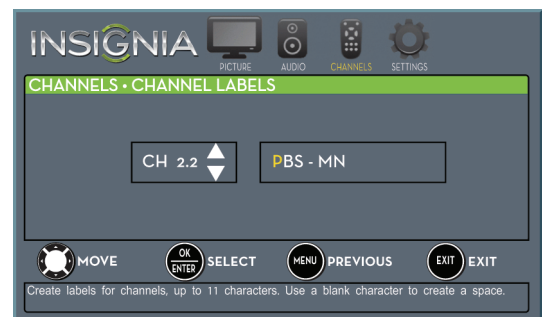 INSIGNIA
PICTURE AUDIO CHANNELS SETTINGS
CHANNELS • CHANNEL LABELS
CH 2.2 PBS - MN
MOVE OK ENTER SELECT MENU PREVIOUS EXIT EXIT
Create labels for channels, up to 11 characters. Use a blank character to create a space.